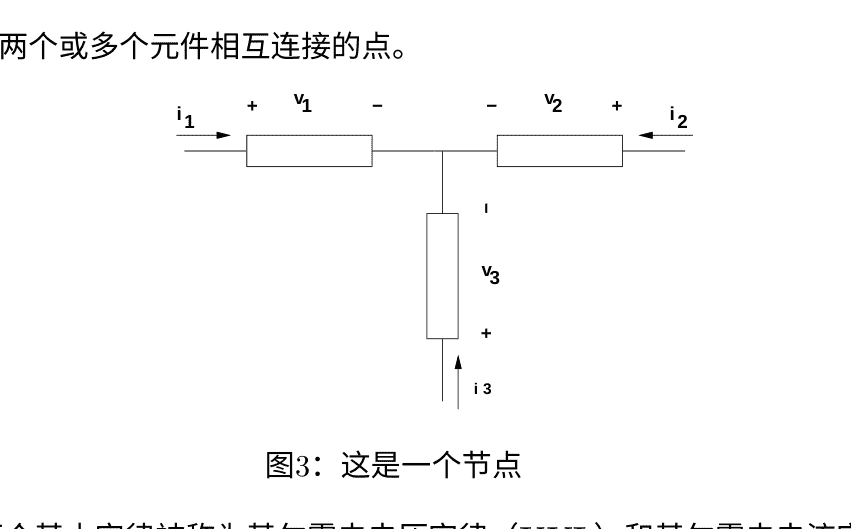 两个或多个元件相互连接的点。
+ v1 − − v2 +
i1 i2
−
v3
+
i 3
图3：这是一个节点